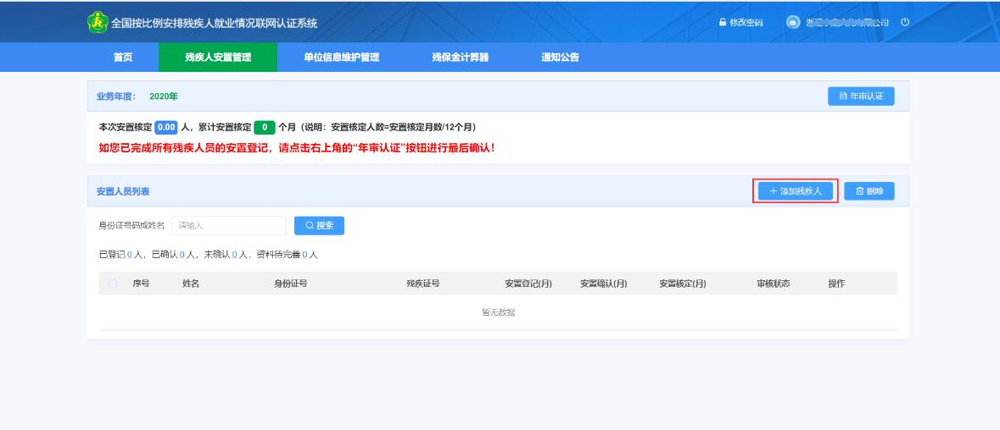 全国按比例安排残疾人就业情况联网认证系统 修改密码
首页 残疾人安置管理 单位信息维护管理 残保金计算器 通知公告
业务年度： 2020年 年审认证
本次安置核定 0.00 人，累计安置核定 0 个月（说明：安置核定人数=安置核定月数/12个月）
如您已完成所有残疾人员的安置登记，请点击右上角的“年审认证”按钮进行最后确认！
安置人员列表 添加残疾人 删除
身份证号码或姓名 请输入 搜索
已登记 0 人，已确认 0 人，未确认 0 人，资料待完善 0 人
序号 姓名 身份证号 残疾证号 安置登记(月) 安置确认(月) 安置核定(月) 审核状态 操作
暂无数据